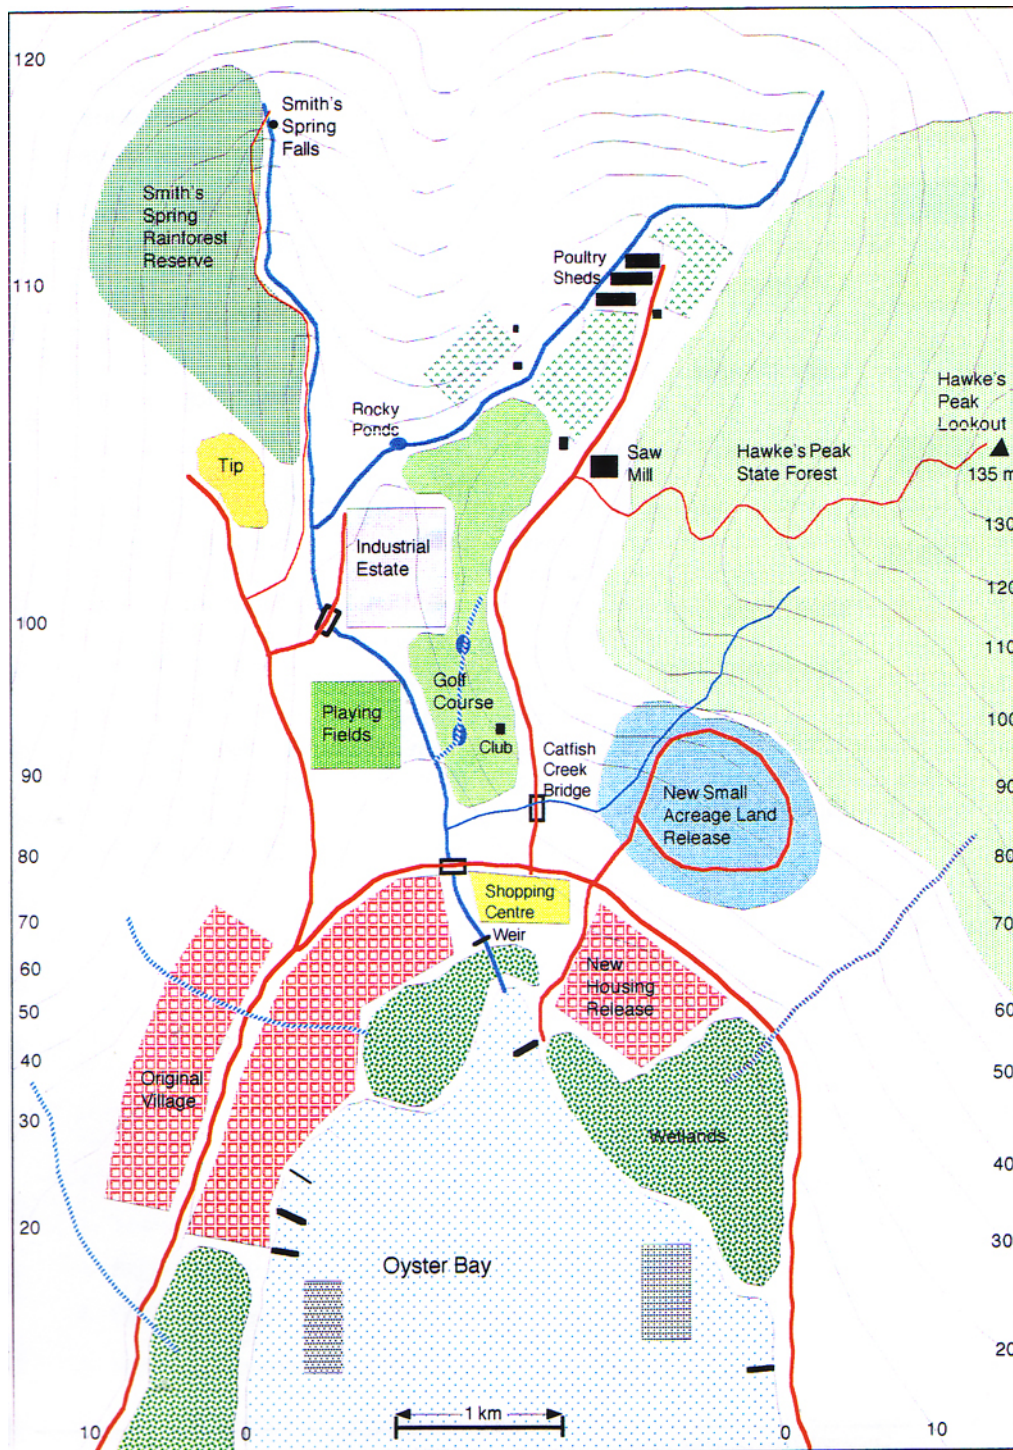 120
Smith's
Spring
Falls
Smith's
Spring
Rainforest
Reserve
110
Poultry
Sheds
Rocky
Ponds
Hawke's
Peak
Lookout
135 m
Tip
Saw
Mill
Hawke's Peak
State Forest
130
Industrial
Estate
120
100
110
Golf
Course
Playing
Fields
Club
100
Catfish
Creek
Bridge
90
New Small
Acreage Land
Release
90
80
80
Shopping
Centre
Weir
70
70
60
New
Housing
Release
60
50
50
40
Original
Village
30
Wetlands
40
20
30
Oyster Bay
20
1 km
10
0
0
10